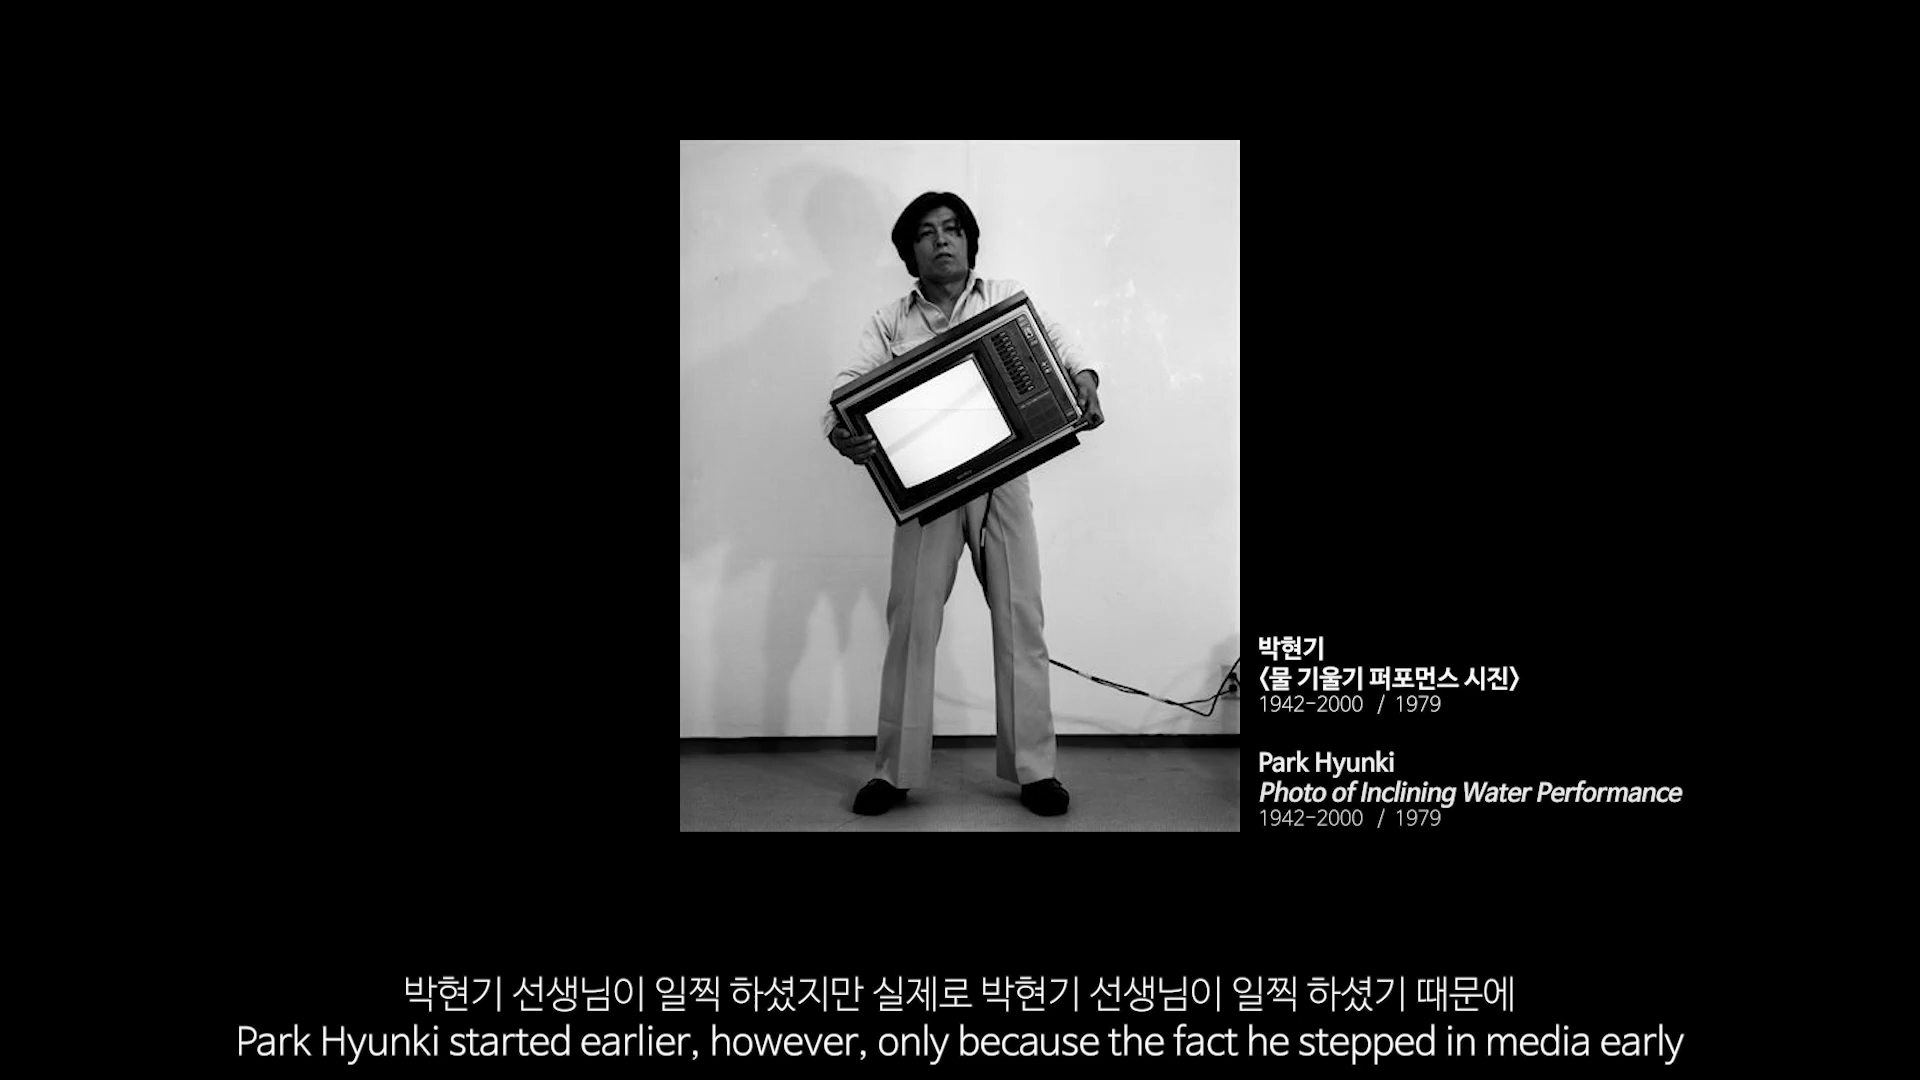 박현기
〈물 기울기 퍼포먼스 시진〉
1942-2000 / 1979
Park Hyunki
Photo of Inclining Water Performance
1942-2000 / 1979
박현기 선생님이 일찍 하셨지만 실제로 박현기 선생님이 일찍 하셨기 때문에
Park Hyunki started earlier, however, only because the fact he stepped in media early